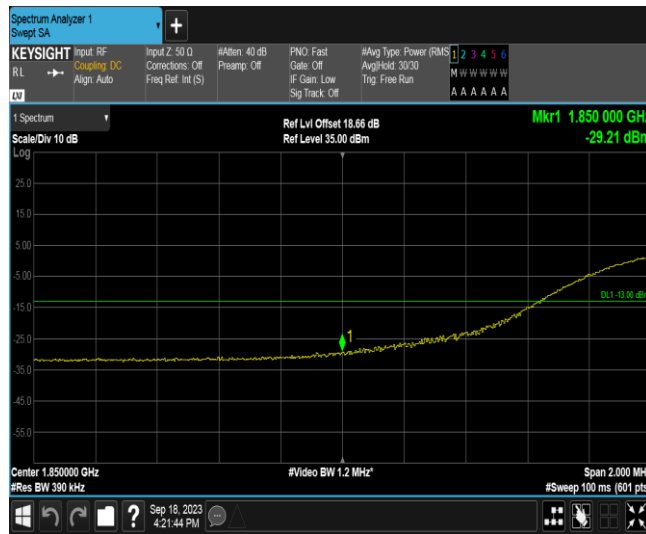 Spectrum Analyzer 1
Swept SA
+
KEYSIGHT
RL
LXI
Input: RF
Coupling: DC
Align: Auto
Input Z: 50 Ω
Corrections: Off
Freq Ref: Int (S)
#Atten: 40 dB
Preamp: Off
PNO: Fast
Gate: Off
IF Gain: Low
Sig Track: Off
#Avg Type: Power (RMS
Avg|Hold: 30/30
Trig: Free Run
1 2 3 4 5 6
M W W W W W
A A A A A A
1 Spectrum
Scale/Div 10 dB
Log
Ref Lvl Offset 18.66 dB
Ref Level 35.00 dBm
Mkr1 1.850 000 GH
-29.21 dBm
25.0
15.0
5.00
-5.00
-15.0
-25.0
-35.0
-45.0
-55.0
DL1 -13.00 dBm
1
Center 1.850000 GHz
#Res BW 390 kHz
#Video BW 1.2 MHz*
Span 2.000 MH
#Sweep 100 ms (601 pts
?
Sep 18, 2023
4:21:44 PM